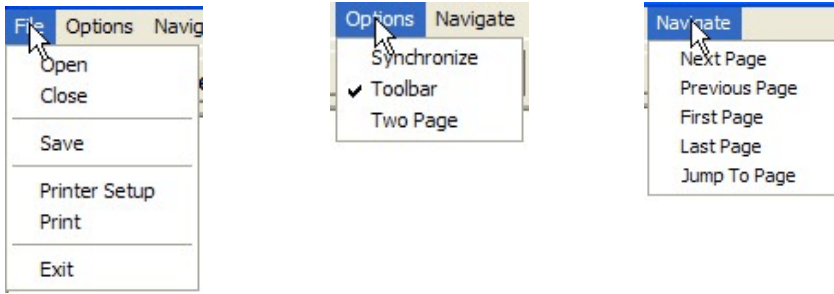 File Options Navig
Open
Close
Save
Printer Setup
Print
Exit
Options Navigate
Synchronize
Toolbar
Two Page
Navigate
Next Page
Previous Page
First Page
Last Page
Jump To Page